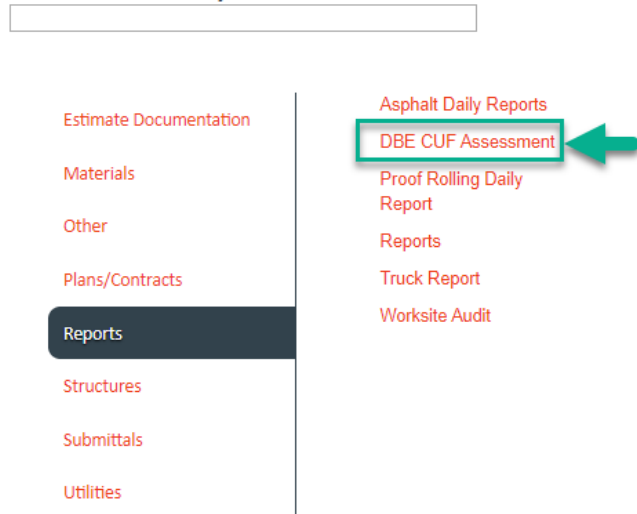 Estimate Documentation
Materials
Other
Plans/Contracts
Reports
Structures
Submittals
Utilities
Asphalt Daily Reports
DBE CUF Assessment
Proof Rolling Daily
Report
Reports
Truck Report
Worksite Audit